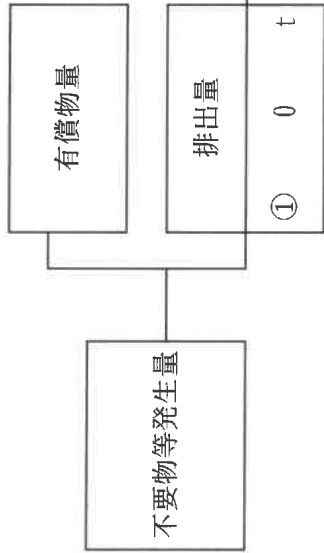 有償物量
排出量
① 0 t
不要物等発生量